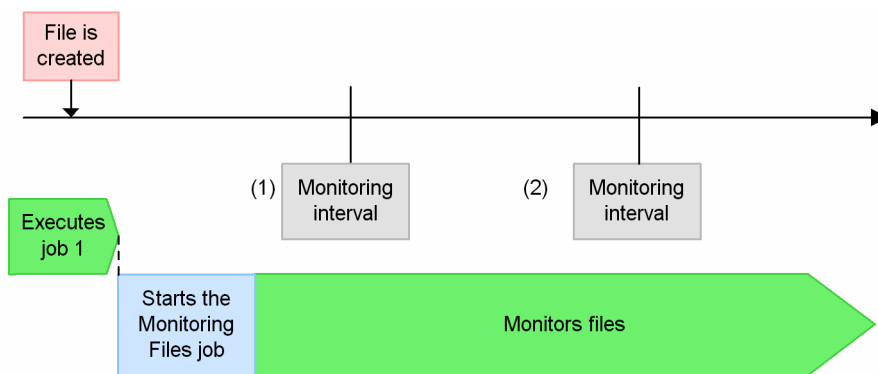 File is
created
(1)
Monitoring
interval
(2)
Monitoring
interval
Executes
job 1
Starts the
Monitoring
Files job
Monitors files